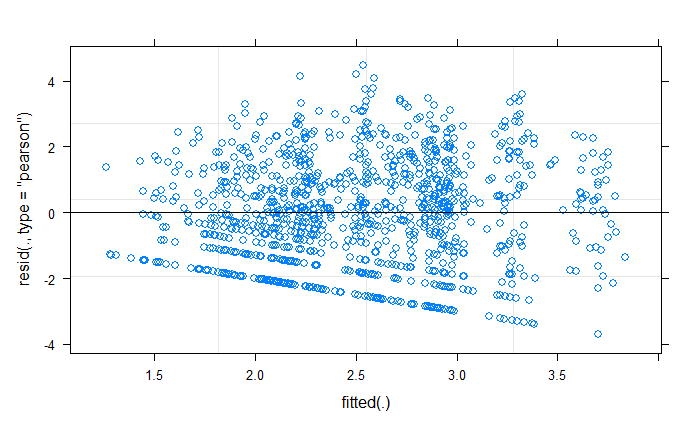 4
2
0
-2
-4
resid(., type = "pearson")
1.5 2.0 2.5 3.0 3.5
fitted(.)